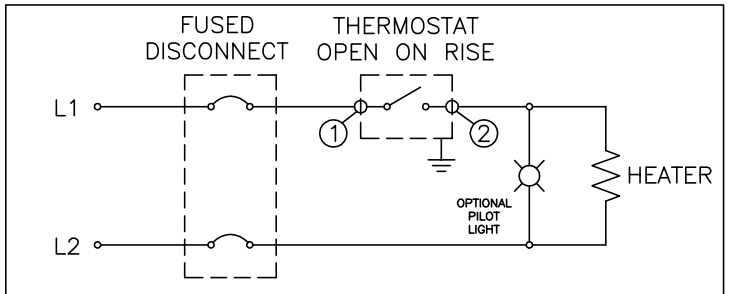 FUSED
DISCONNECT
THERMOSTAT
OPEN ON RISE
L1
1
2
HEATER
OPTIONAL
PILOT
LIGHT
L2